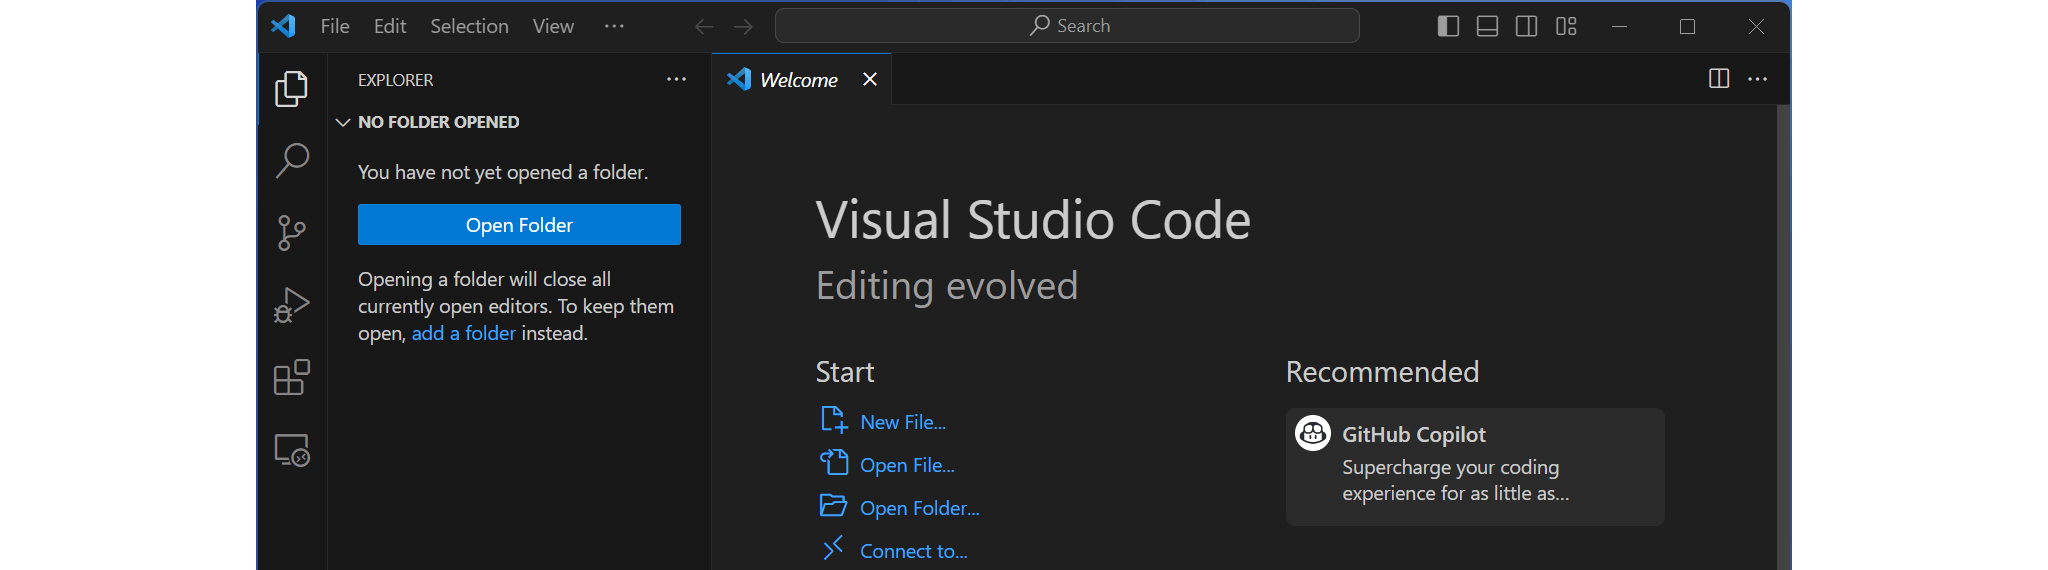 File Edit Selection View ...
Search
EXPLORER ...
NO FOLDER OPENED
You have not yet opened a folder.
Open Folder
Opening a folder will close all
currently open editors. To keep them
open, add a folder instead.
Welcome
Visual Studio Code
Editing evolved
Start
New File...
Open File...
Open Folder...
Connect to...
Recommended
GitHub Copilot
Supercharge your coding
experience for as little as...